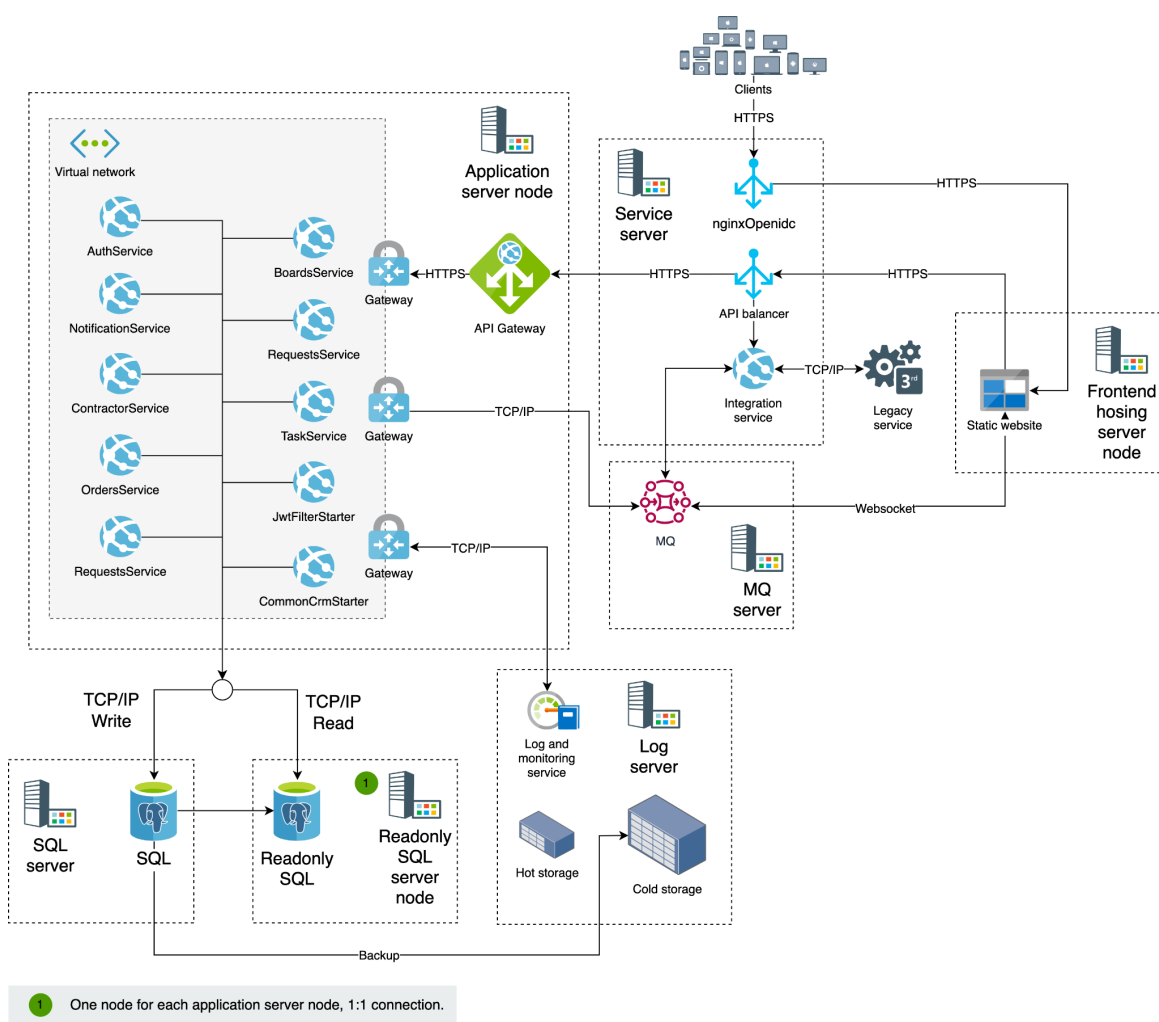 Clients
HTTPS
Application
server node
Virtual network
Service
server
nginxOpenidc
HTTPS
AuthService
BoardsService
HTTPS
Gateway
API Gateway
HTTPS
API balancer
HTTPS
NotificationService
RequestsService
Integration
service
TCP/IP
3rd
Legacy
service
Frontend
hosing
server
node
Static website
ContractorService
TaskService
Gateway
TCP/IP
OrdersService
JwtFilterStarter
MQ
Websocket
MQ
server
RequestsService
CommonCrmStarter
Gateway
TCP/IP
TCP/IP
Write
TCP/IP
Read
Log and
monitoring
service
Log
server
SQL
server
SQL
Readonly
SQL
1
Readonly
SQL
server
node
Hot storage
Cold storage
Backup
1 One node for each application server node, 1:1 connection.